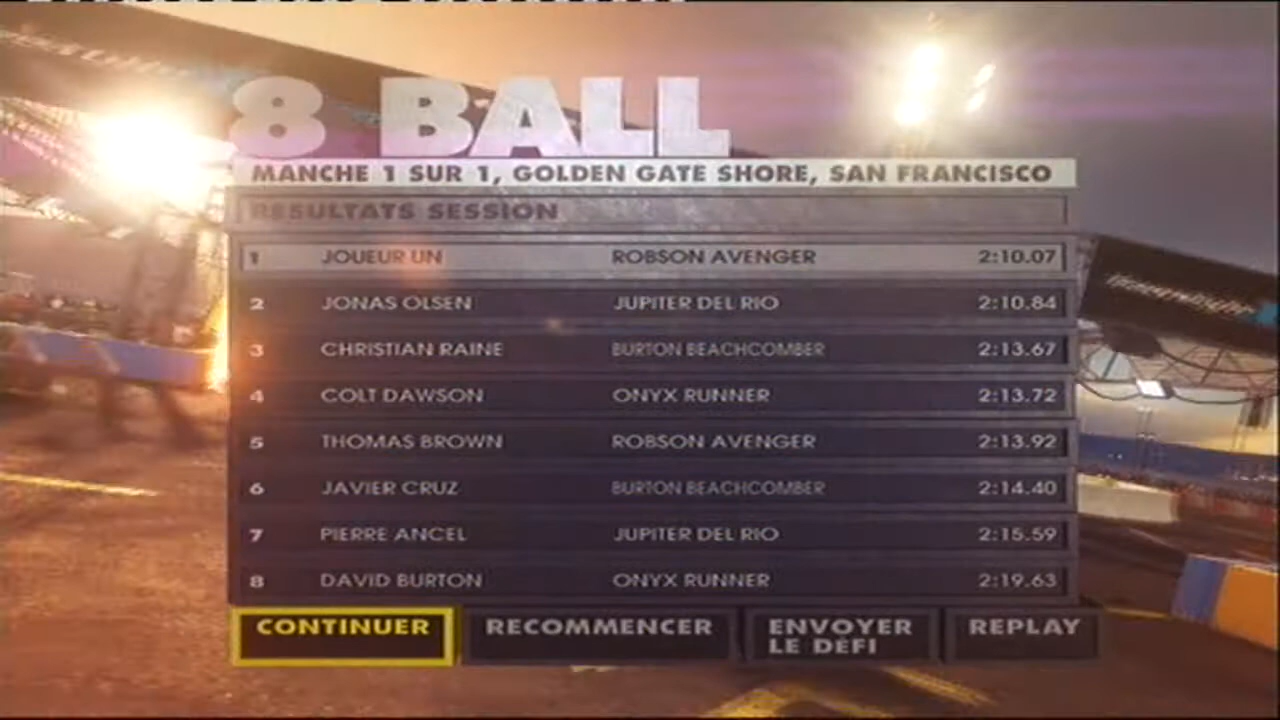 8 BALL
MANCHE 1 SUR 1, GOLDEN GATE SHORE, SAN FRANCISCO
RESULTATS SESSION
1 JOUEUR UN ROBSON AVENGER 2:10.07
2 JONAS OLSEN JUPITER DEL RIO 2:10.84
3 CHRISTIAN RAINE BURTON BEACHCOMBER 2:13.67
4 COLT DAWSON ONYX RUNNER 2:13.72
5 THOMAS BROWN ROBSON AVENGER 2:13.92
6 JAVIER CRUZ BURTON BEACHCOMBER 2:14.40
7 PIERRE ANCEL JUPITER DEL RIO 2:15.59
8 DAVID BURTON ONYX RUNNER 2:19.63
CONTINUER RECOMMENCER ENVOYER REPLAY
LE DÉFI